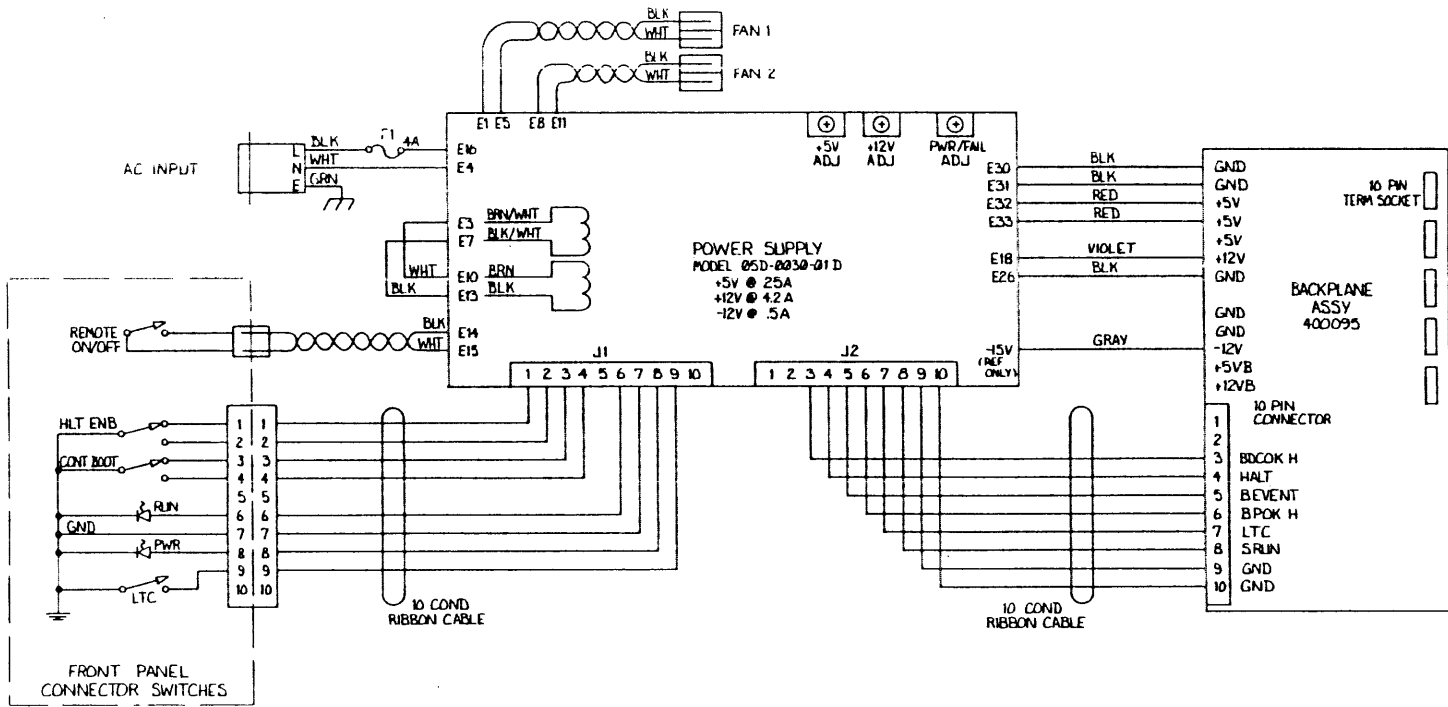 BLK
WHT
FAN 1
BLK
WHT
FAN 2
E1 E5 E8 E11
AC INPUT
L
N
E
BLK
WHT
GRN
F1
4A
E16
E4
+5V
ADJ
+12V
ADJ
PWR/FAIL
ADJ
E3
E7
BRN/WHT
BLK/WHT
WHT
BLK
E10
E13
BRN
BLK
POWER SUPPLY
MODEL 05D-0030-01 D
+5V @ 25A
+12V @ 4.2 A
-12V @ .5A
E30
E31
E32
E33
E18
E26
-15V
(REF
ONLY)
BLK
BLK
RED
RED
VIOLET
BLK
GRAY
GND
GND
+5V
+5V
+5V
+12V
GND
GND
GND
-12V
+5VB
+12VB
10 PIN
TERM SOCKET
BACKPLANE
ASSY
400095
REMOTE
ON/OFF
BLK
WHT
E14
E15
J1
1 2 3 4 5 6 7 8 9 10
J2
1 2 3 4 5 6 7 8 9 10
HLT ENB
CONT BOOT
RUN
GND
PWR
LTC
1 1
2 2
3 3
4 4
5 5
6 6
7 7
8 8
9 9
10 10
10 COND
RIBBON CABLE
10 COND
RIBBON CABLE
10 PIN
CONNECTOR
1
2
3 BDCOK H
4 HALT
5 BEVENT
6 BPOK H
7 LTC
8 SRUN
9 GND
10 GND
FRONT PANEL
CONNECTOR SWITCHES